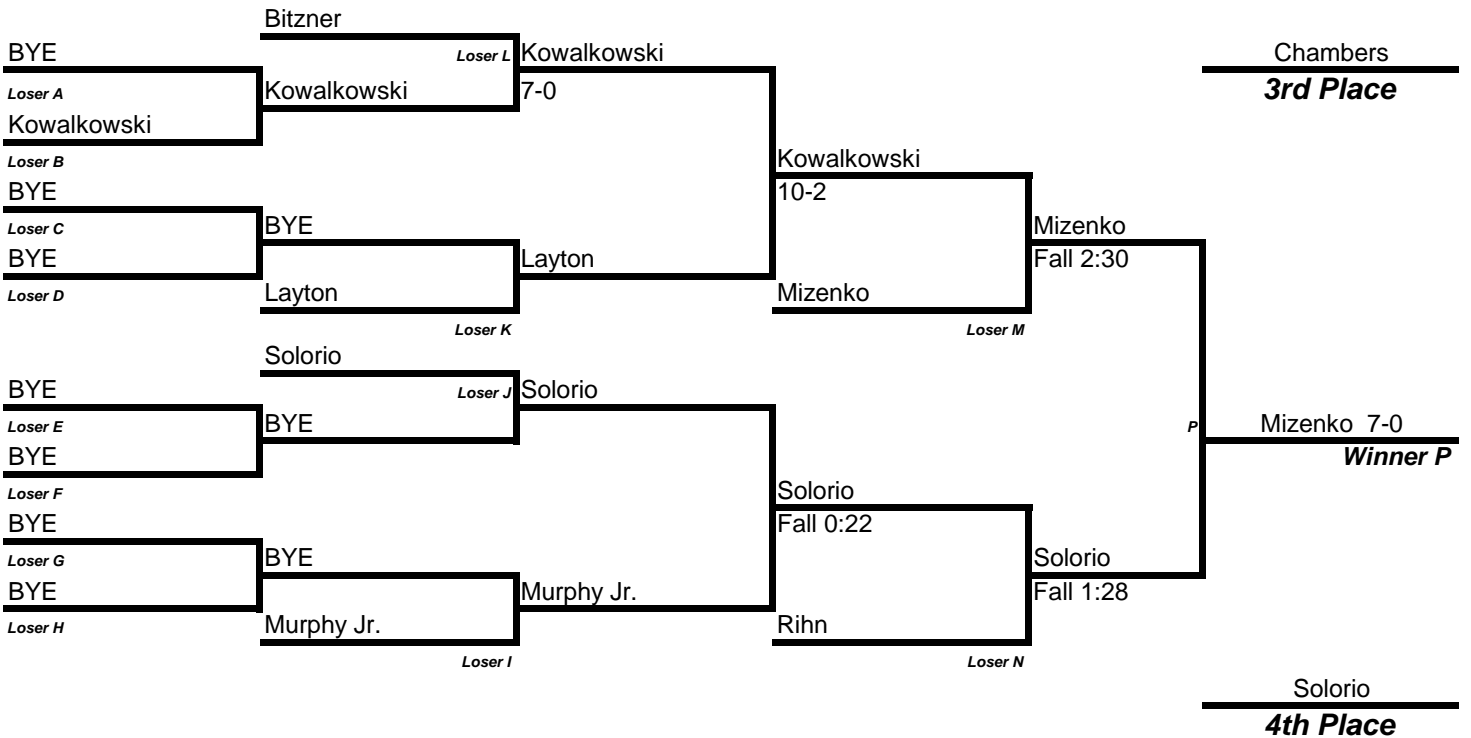 Bitzner
BYE
Loser L
Kowalkowski
Chambers
Loser A
Kowalkowski
7-0
3rd Place
Kowalkowski
Loser B
Kowalkowski
BYE
10-2
Loser C
BYE
Mizenko
BYE
Layton
Fall 2:30
Loser D
Layton
Mizenko
Loser K
Loser M
Solorio
BYE
Loser J
Solorio
Loser E
BYE
P
Mizenko 7-0
BYE
Winner P
Loser F
Solorio
BYE
Fall 0:22
Loser G
BYE
Solorio
BYE
Murphy Jr.
Fall 1:28
Loser H
Murphy Jr.
Rihn
Loser I
Loser N
Solorio
4th Place